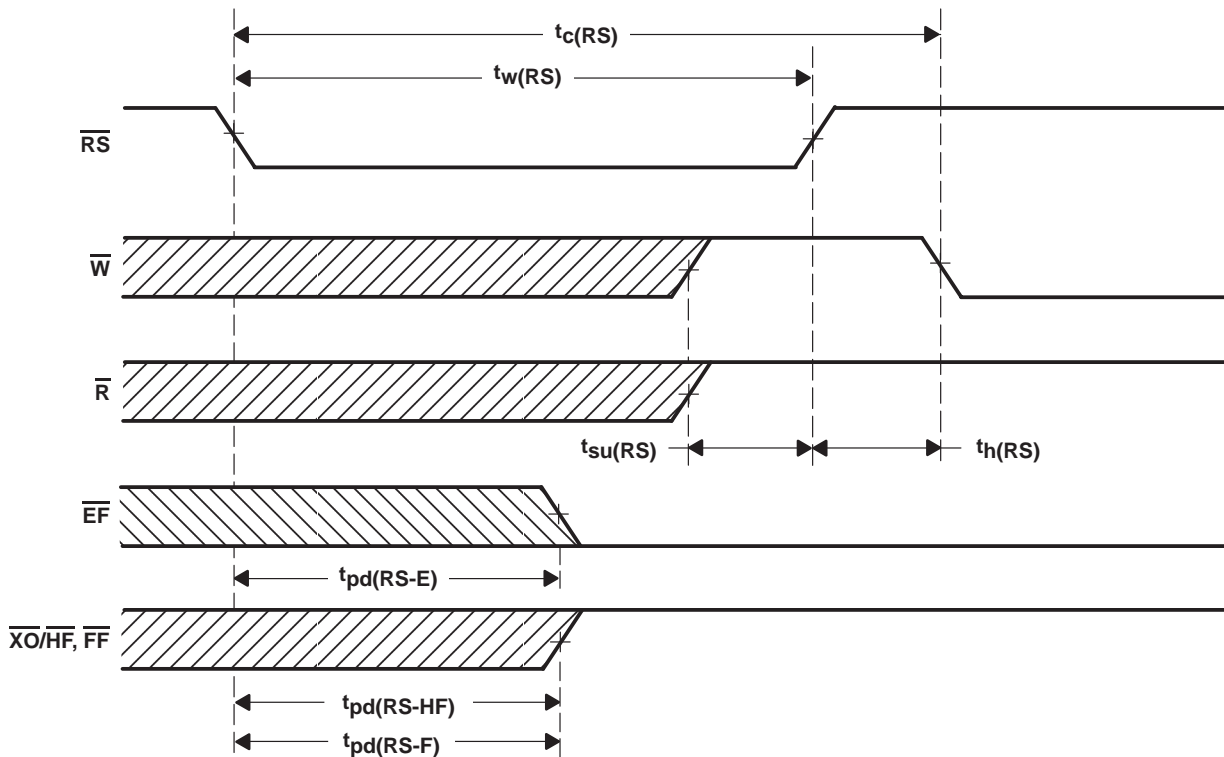 tc(RS)
tw(RS)
RS
W
R
tsu(RS)
th(RS)
EF
tpd(RS-E)
XO/HF, FF
tpd(RS-HF)
tpd(RS-F)